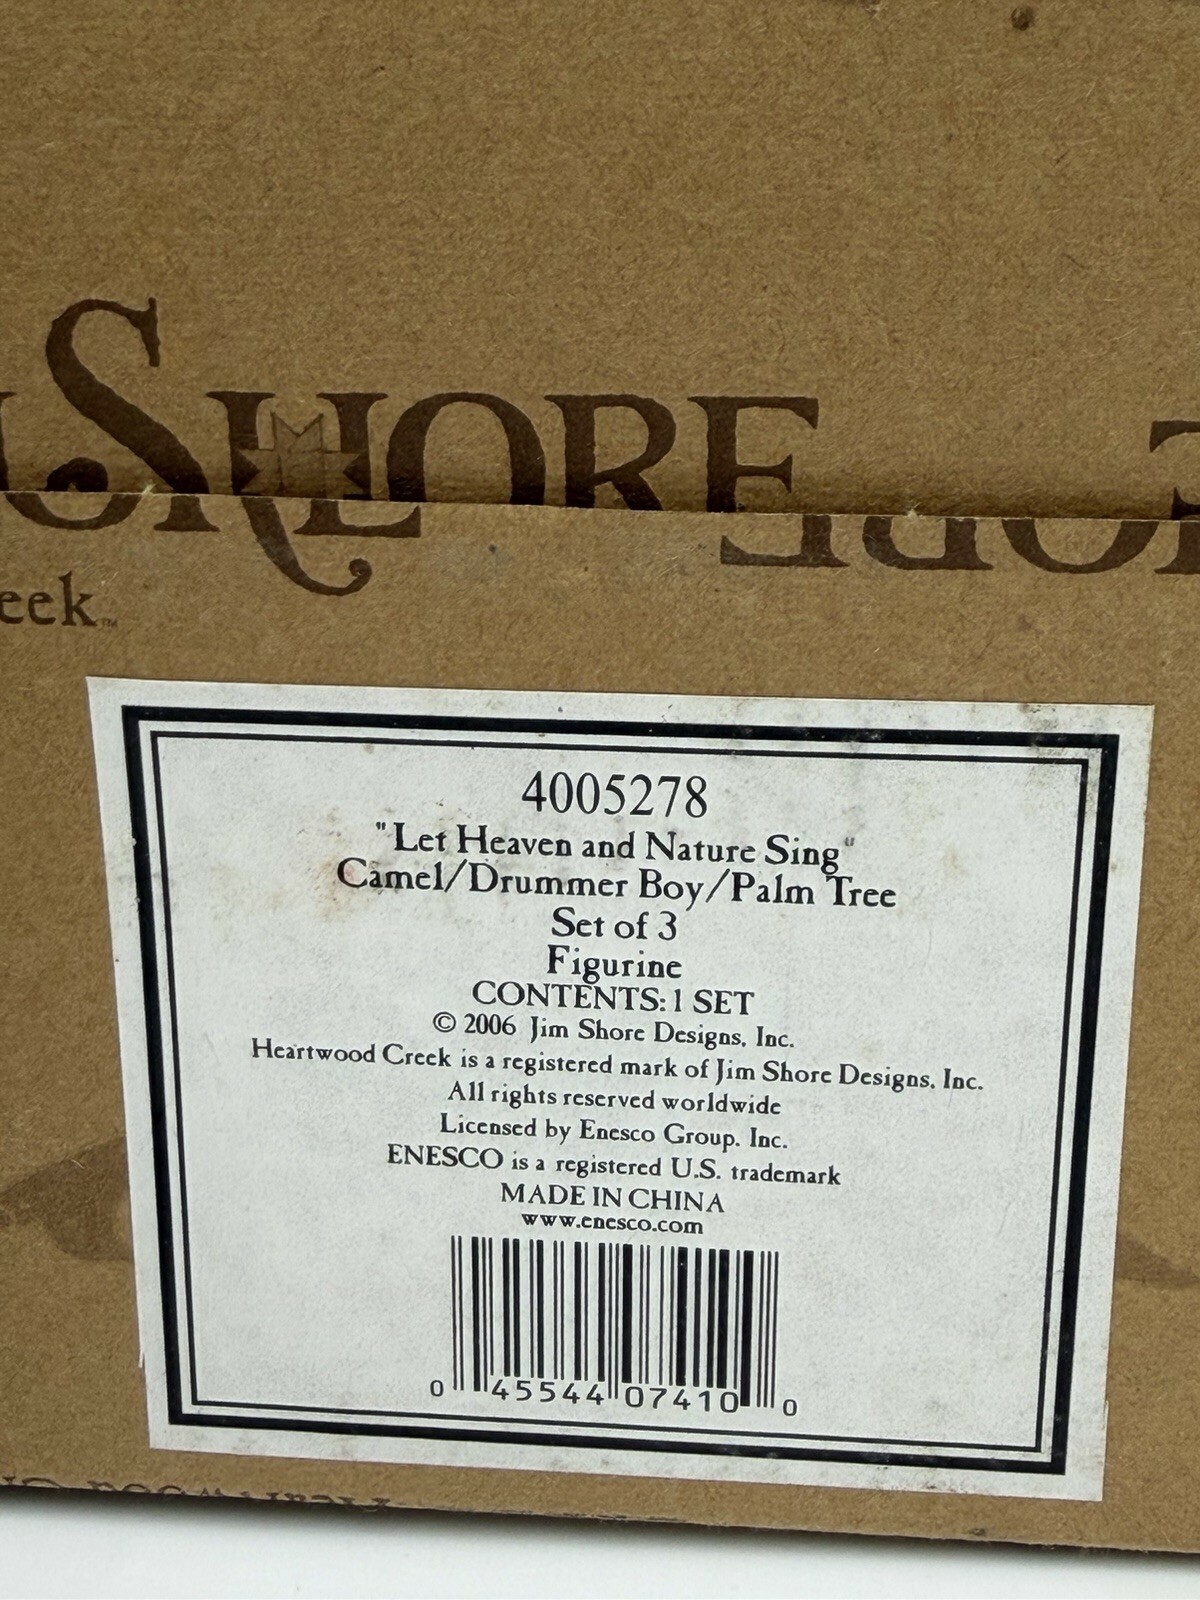 SHORE
eek™
4005278
"Let Heaven and Nature Sing"
Camel/Drummer Boy/Palm Tree
Set of 3
Figurine
CONTENTS: 1 SET
© 2006 Jim Shore Designs, Inc.
Heartwood Creek is a registered mark of Jim Shore Designs, Inc.
All rights reserved worldwide
Licensed by Enesco Group, Inc.
ENESCO is a registered U.S. trademark
MADE IN CHINA
www.enesco.com
0 45544 07410 0